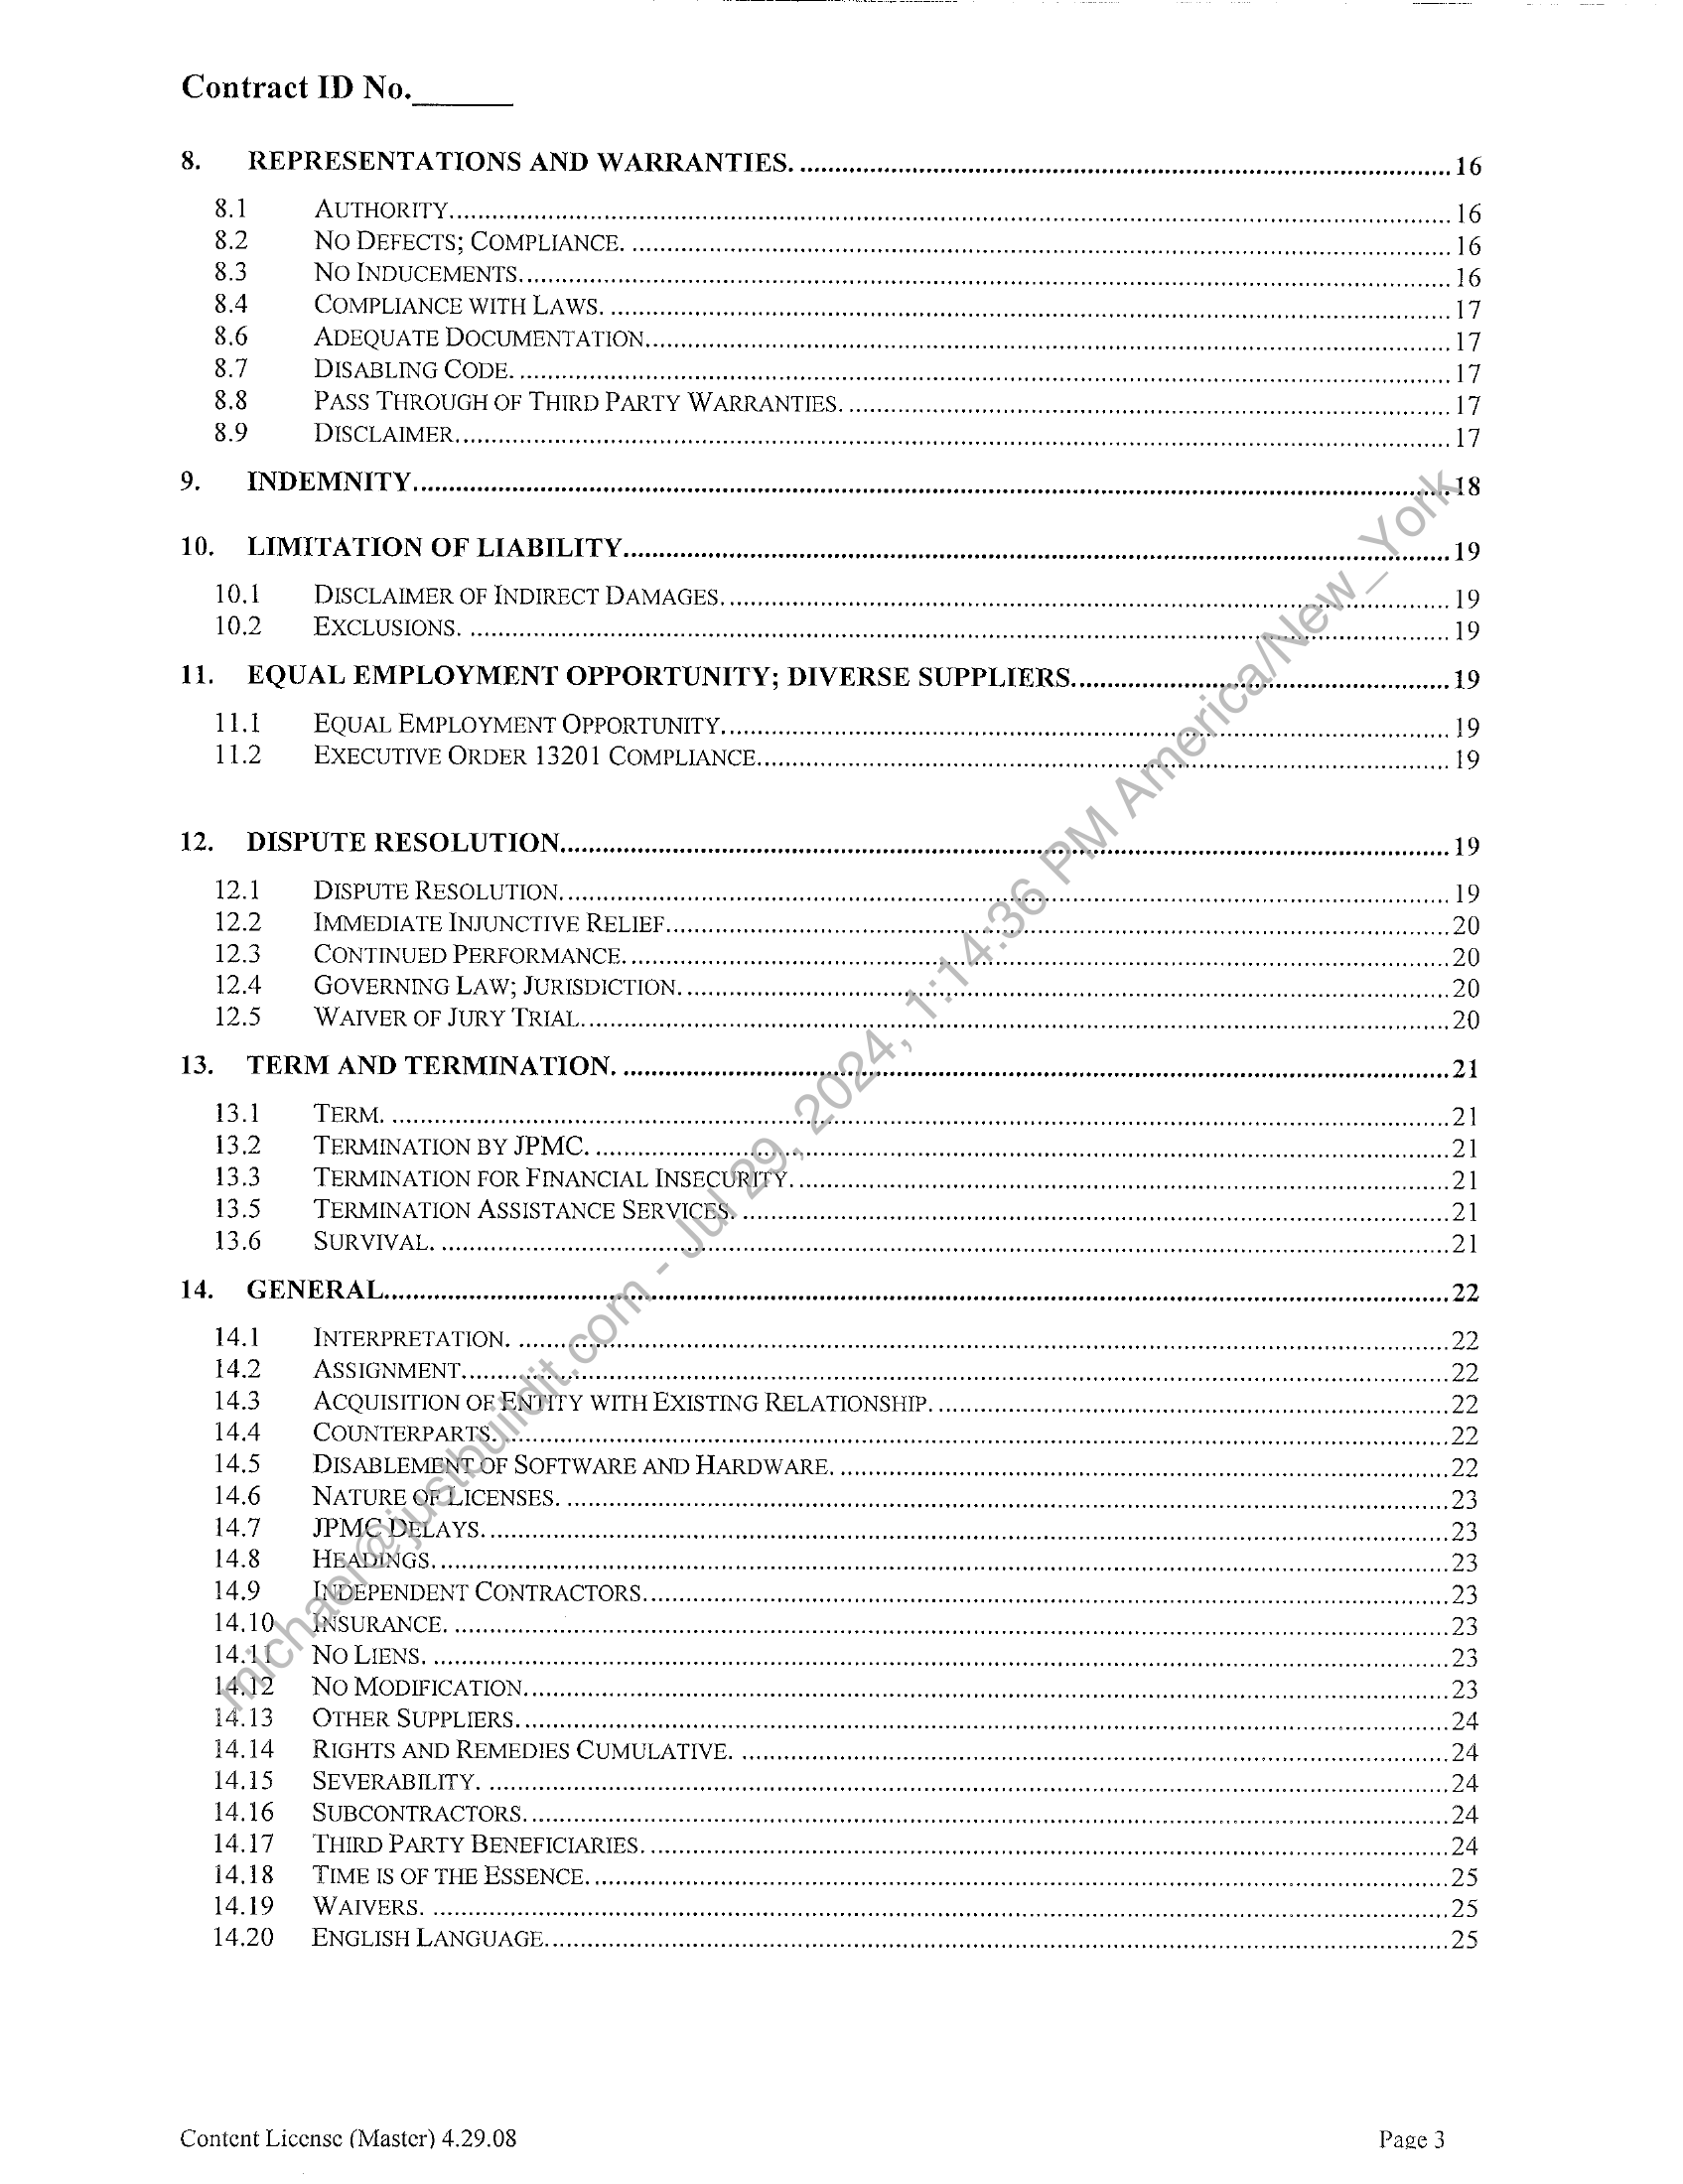 Contract ID No.______
8. REPRESENTATIONS AND WARRANTIES. ........ 16
8.1 AUTHORITY........ 16
8.2 NO DEFECTS; COMPLIANCE. ........ 16
8.3 NO INDUCEMENTS........ 16
8.4 COMPLIANCE WITH LAWS. ........ 17
8.6 ADEQUATE DOCUMENTATION........ 17
8.7 DISABLING CODE. ........ 17
8.8 PASS THROUGH OF THIRD PARTY WARRANTIES. ........ 17
8.9 DISCLAIMER........ 17
9. INDEMNITY........ 18
10. LIMITATION OF LIABILITY........ 19
10.1 DISCLAIMER OF INDIRECT DAMAGES........ 19
10.2 EXCLUSIONS. ........ 19
11. EQUAL EMPLOYMENT OPPORTUNITY; DIVERSE SUPPLIERS........ 19
11.1 EQUAL EMPLOYMENT OPPORTUNITY........ 19
11.2 EXECUTIVE ORDER 13201 COMPLIANCE........ 19
12. DISPUTE RESOLUTION........ 19
12.1 DISPUTE RESOLUTION........ 19
12.2 IMMEDIATE INJUNCTIVE RELIEF........ 20
12.3 CONTINUED PERFORMANCE........ 20
12.4 GOVERNING LAW; JURISDICTION........ 20
12.5 WAIVER OF JURY TRIAL........ 20
13. TERM AND TERMINATION. ........ 21
13.1 TERM. ........ 21
13.2 TERMINATION BY JPMC. ........ 21
13.3 TERMINATION FOR FINANCIAL INSECURITY........ 21
13.5 TERMINATION ASSISTANCE SERVICES. ........ 21
13.6 SURVIVAL. ........ 21
14. GENERAL........ 22
14.1 INTERPRETATION. ........ 22
14.2 ASSIGNMENT........ 22
14.3 ACQUISITION OF ENTITY WITH EXISTING RELATIONSHIP........ 22
14.4 COUNTERPARTS........ 22
14.5 DISABLEMENT OF SOFTWARE AND HARDWARE. ........ 22
14.6 NATURE OF LICENSES. ........ 23
14.7 JPMC DELAYS........ 23
14.8 HEADINGS........ 23
14.9 INDEPENDENT CONTRACTORS........ 23
14.10 INSURANCE. ........ 23
14.11 NO LIENS. ........ 23
14.12 NO MODIFICATION........ 23
14.13 OTHER SUPPLIERS........ 24
14.14 RIGHTS AND REMEDIES CUMULATIVE. ........ 24
14.15 SEVERABILITY. ........ 24
14.16 SUBCONTRACTORS........ 24
14.17 THIRD PARTY BENEFICIARIES........ 24
14.18 TIME IS OF THE ESSENCE........ 25
14.19 WAIVERS. ........ 25
14.20 ENGLISH LANGUAGE........ 25
michael@justbuildit.com - Jul 29, 2024, 1:14:36 PM America/New_York
Content License (Master) 4.29.08 Page 3